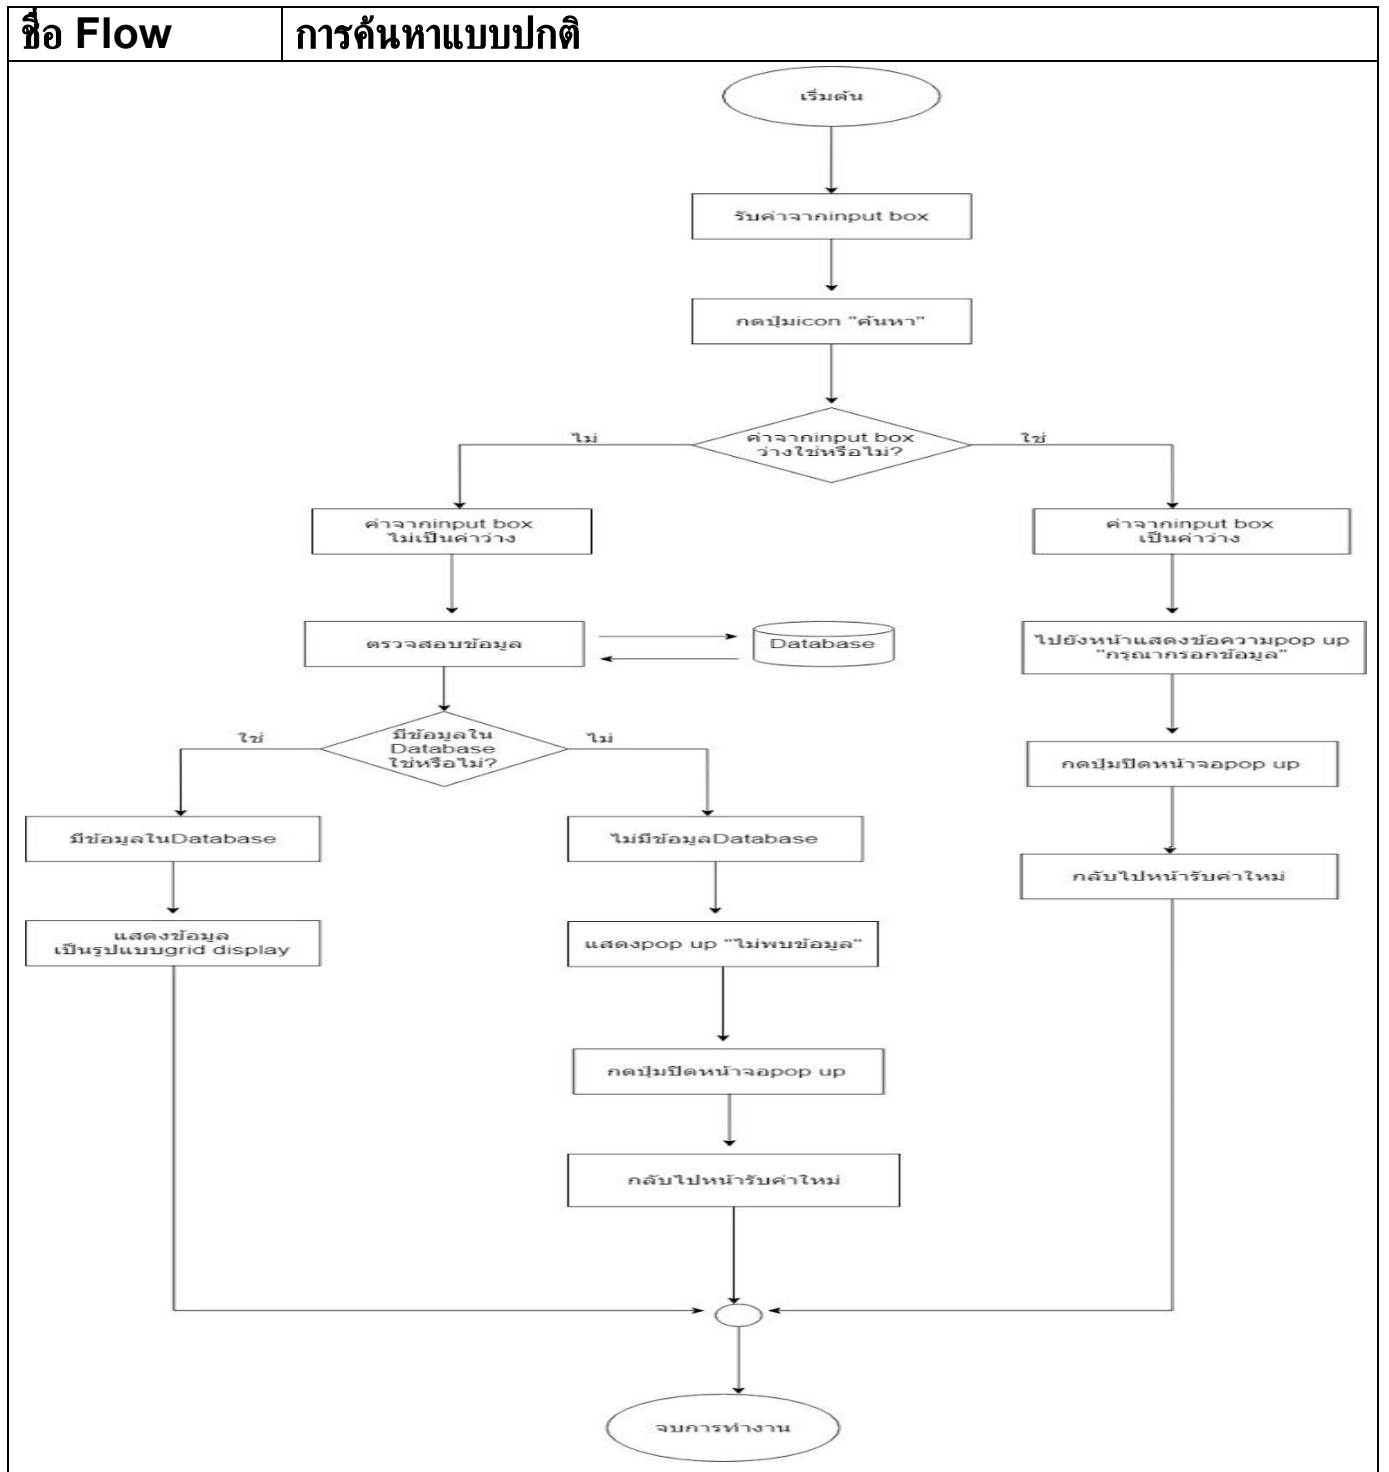 ชื่อ Flow
การค้นหาแบบปกติ
เริ่มต้น
รับค่าจากinput box
กดปุ่มicon "ค้นหา"
ค่าจากinput box
ว่างใช่หรือไม่?
ไม่
ใช่
ค่าจากinput box
ไม่เป็นค่าว่าง
ค่าจากinput box
เป็นค่าว่าง
ตรวจสอบข้อมูล
Database
ไปยังหน้าแสดงข้อความpop up
"กรุณากรอกข้อมูล"
มีข้อมูลใน
Database
ใช่หรือไม่?
ใช่
ไม่
กดปุ่มปิดหน้าจอpop up
มีข้อมูลในDatabase
ไม่มีข้อมูลDatabase
กลับไปหน้ารับค่าใหม่
แสดงข้อมูล
เป็นรูปแบบgrid display
แสดงpop up "ไม่พบข้อมูล"
กดปุ่มปิดหน้าจอpop up
กลับไปหน้ารับค่าใหม่
จบการทำงาน